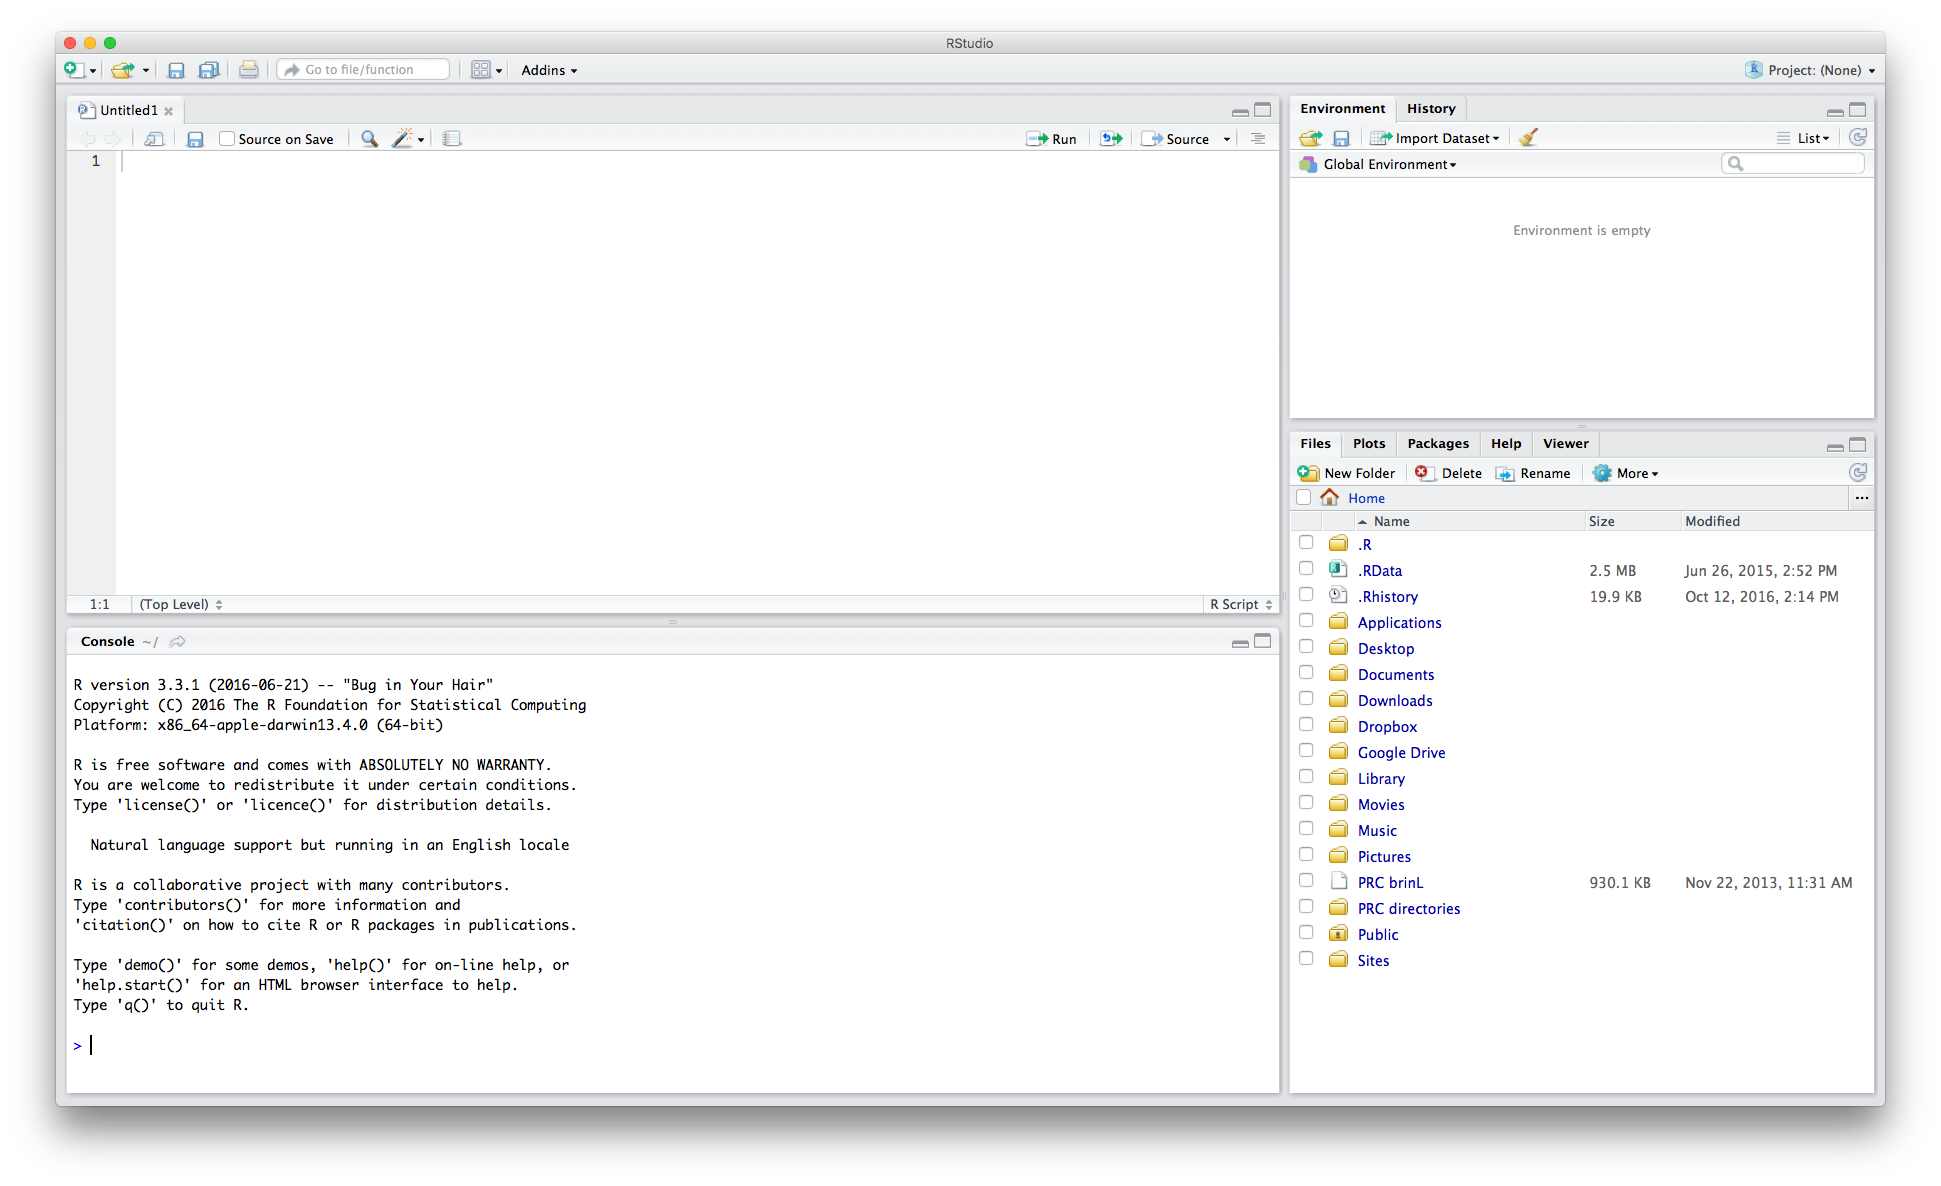 RStudio
Go to file/function
Addins
Project: (None)
Untitled1
Source on Save
Run
Source
1
1:1
(Top Level)
R Script
Console ~/
R version 3.3.1 (2016-06-21) -- "Bug in Your Hair"
Copyright (C) 2016 The R Foundation for Statistical Computing
Platform: x86_64-apple-darwin13.4.0 (64-bit)
R is free software and comes with ABSOLUTELY NO WARRANTY.
You are welcome to redistribute it under certain conditions.
Type 'license()' or 'licence()' for distribution details.
Natural language support but running in an English locale
R is a collaborative project with many contributors.
Type 'contributors()' for more information and
'citation()' on how to cite R or R packages in publications.
Type 'demo()' for some demos, 'help()' for on-line help, or
'help.start()' for an HTML browser interface to help.
Type 'q()' to quit R.
>
Environment History
Import Dataset List
Global Environment
Environment is empty
Files Plots Packages Help Viewer
New Folder Delete Rename More
Home ...
Name Size Modified
.R
.RData 2.5 MB Jun 26, 2015, 2:52 PM
.Rhistory 19.9 KB Oct 12, 2016, 2:14 PM
Applications
Desktop
Documents
Downloads
Dropbox
Google Drive
Library
Movies
Music
Pictures
PRC brinL 930.1 KB Nov 22, 2013, 11:31 AM
PRC directories
Public
Sites